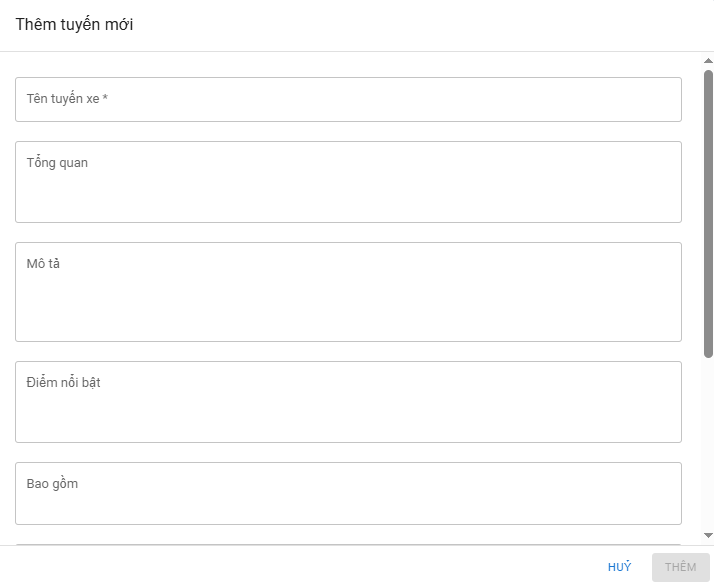 Thêm tuyến mới
Tên tuyến xe *
Tổng quan
Mô tả
Điểm nổi bật
Bao gồm
HUỶ
THÊM